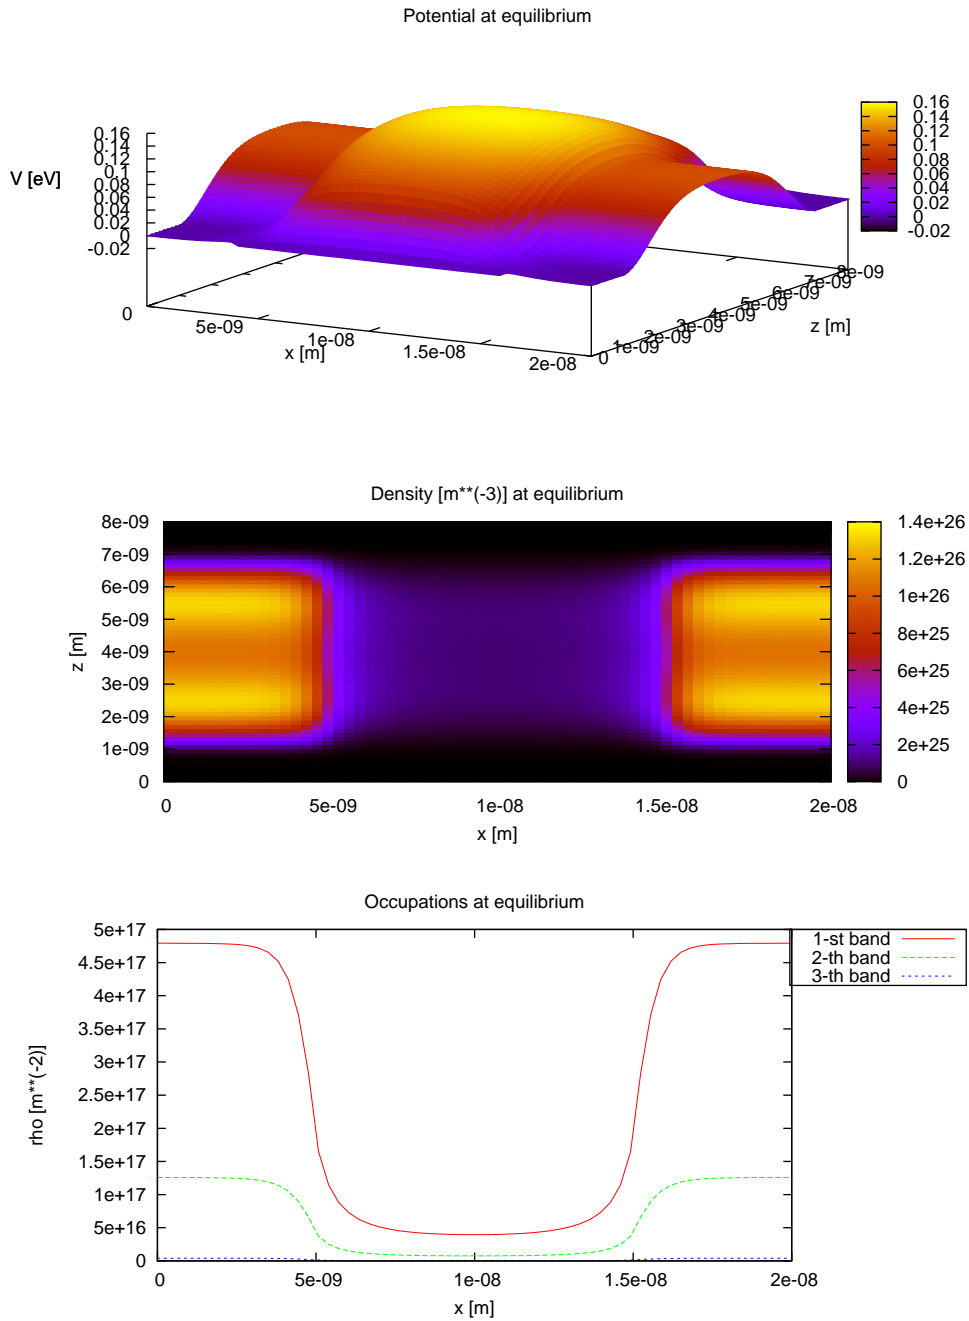 Potential at equilibrium
V [eV]
0.16
0.14
0.12
0.1
0.08
0.06
0.04
0.02
0
-0.02
0.16
0.14
0.12
0.1
0.08
0.06
0.04
0.02
0
-0.02
0
5e-09
1e-08
1.5e-08
2e-08
x [m]
0
1e-09
2e-09
3e-09
4e-09
5e-09
6e-09
7e-09
8e-09
z [m]
Density [m**(-3)] at equilibrium
8e-09
7e-09
6e-09
5e-09
4e-09
3e-09
2e-09
1e-09
0
z [m]
0
5e-09
1e-08
1.5e-08
2e-08
x [m]
1.4e+26
1.2e+26
1e+26
8e+25
6e+25
4e+25
2e+25
0
Occupations at equilibrium
5e+17
4.5e+17
4e+17
3.5e+17
3e+17
2.5e+17
2e+17
1.5e+17
1e+17
5e+16
0
rho [m**(-2)]
0
5e-09
1e-08
1.5e-08
2e-08
x [m]
1-st band
2-th band
3-th band